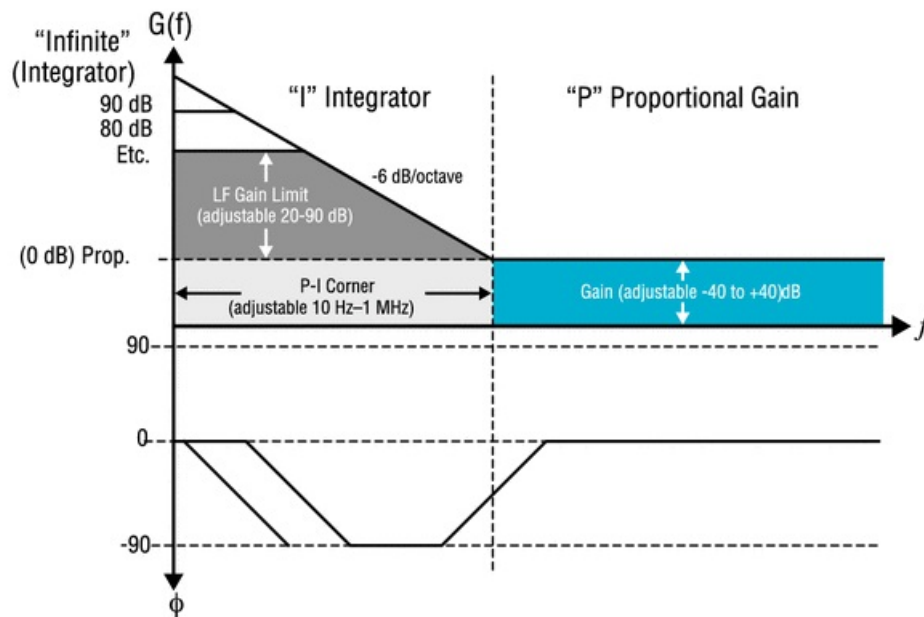 G(f)
“Infinite”
(Integrator)
90 dB
80 dB
Etc.
“I” Integrator
“P” Proportional Gain
-6 dB/octave
LF Gain Limit
(adjustable 20-90 dB)
(0 dB) Prop.
P-I Corner
(adjustable 10 Hz–1 MHz)
Gain (adjustable -40 to +40)dB
f
90
0
-90
ϕ